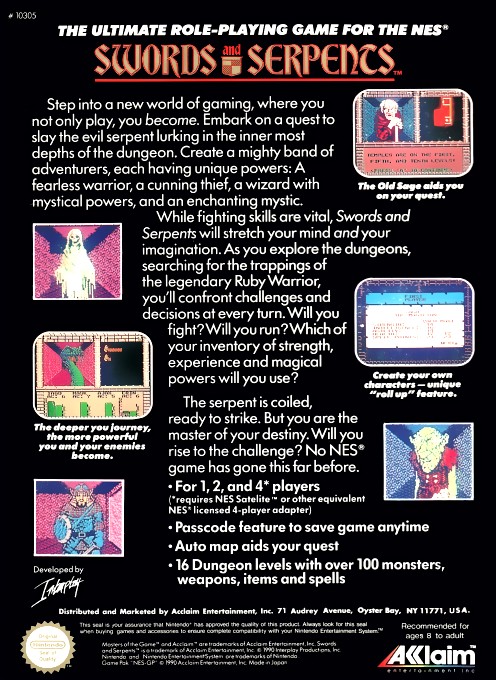 # 10305
THE ULTIMATE ROLE-PLAYING GAME FOR THE NES®
SWORDS and SERPENTS™
Step into a new world of gaming, where you
not only play, you become. Embark on a quest to
slay the evil serpent lurking in the inner most
depths of the dungeon. Create a mighty band of
adventurers, each having unique powers: A
fearless warrior, a cunning thief, a wizard with
mystical powers, and an enchanting mystic.
The Old Sage aids you
on your quest.
While fighting skills are vital, Swords and
Serpents will stretch your mind and your
imagination. As you explore the dungeons,
searching for the trappings of
the legendary Ruby Warrior,
you'll confront challenges and
decisions at every turn. Will you
fight? Will you run? Which of
your inventory of strength,
experience and magical
powers will you use?
Create your own
characters — unique
"roll up" feature.
The deeper you journey,
the more powerful
you and your enemies
become.
The serpent is coiled,
ready to strike. But you are the
master of your destiny. Will you
rise to the challenge? No NES®
game has gone this far before.
• For 1, 2, and 4* players
(*requires NES Satelite™ or other equivalent
NES® licensed 4-player adapter)
• Passcode feature to save game anytime
• Auto map aids your quest
• 16 Dungeon levels with over 100 monsters,
weapons, items and spells
Developed by
Interplay
Distributed and Marketed by Acclaim Entertainment, Inc. 71 Audrey Avenue, Oyster Bay, NY 11771, USA.
This seal is your assurance that Nintendo® has approved the quality of this product. Always look for this seal
when buying games and accessories to ensure complete compatibility with your Nintendo Entertainment System.™
Masters of the Game™ and Acclaim™ are trademarks of Acclaim Entertainment, Inc. Swords
and Serpents™ is a trademark of Acclaim Entertainment, Inc. © 1990 Interplay Productions, Inc.
Nintendo and Nintendo Entertainment System are trademarks of Nintendo.
Game Pak "NES-GP" © 1990 Acclaim Entertainment, Inc. Made in Japan
Original
Nintendo
Seal of
Quality
Recommended for
ages 8 to adult
AKKlaim
entertainment inc.